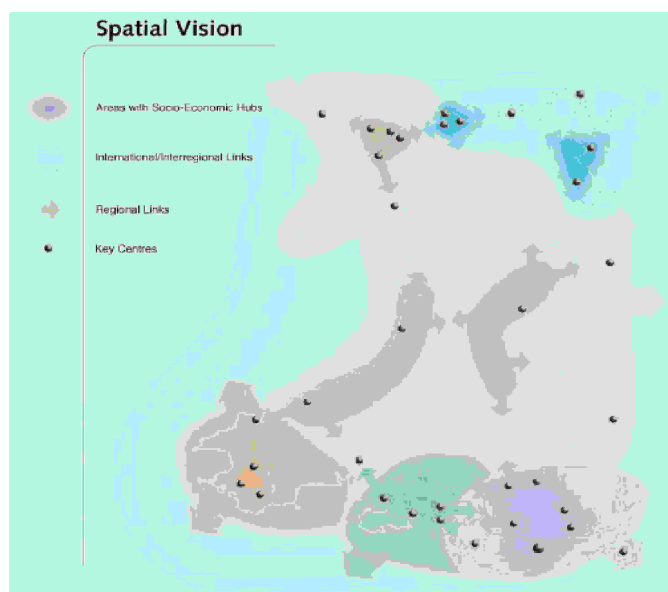 Spatial Vision
Areas with Socio-Economic Hubs
International/Interregional Links
Regional Links
Key Centres